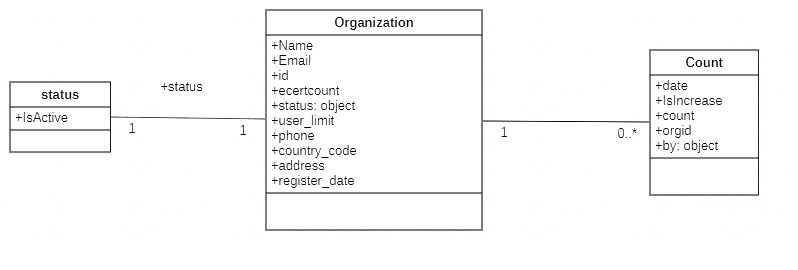 status
+IsActive
+status
1
1
Organization
+Name
+Email
+id
+ecertcount
+status: object
+user_limit
+phone
+country_code
+address
+register_date
1
0..*
Count
+date
+IsIncrease
+count
+orgid
+by: object